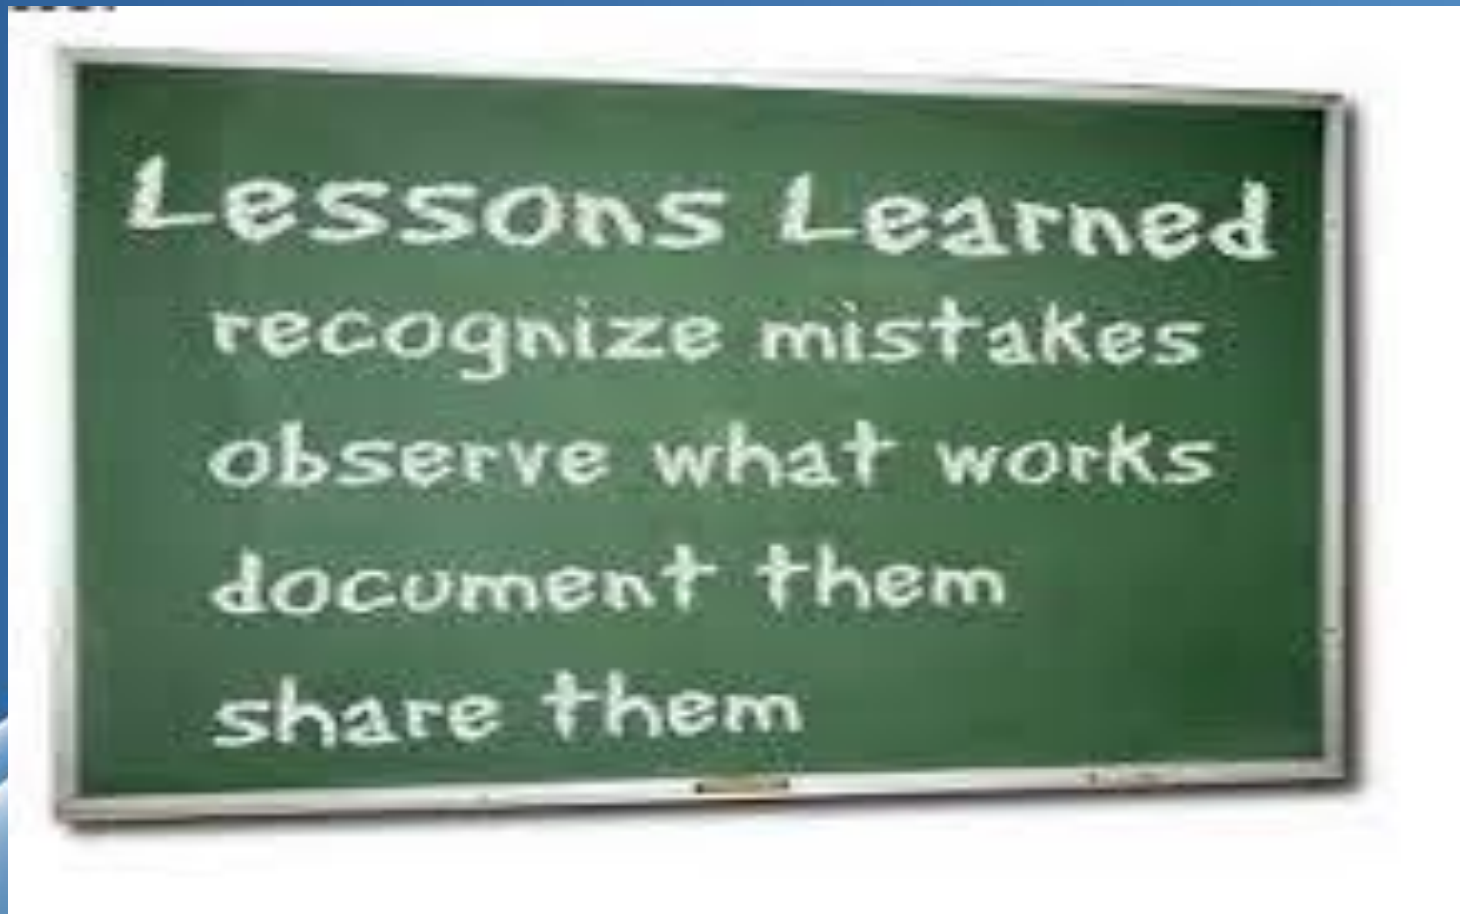 Lessons Learned
recognize mistakes
observe what works
document them
share them